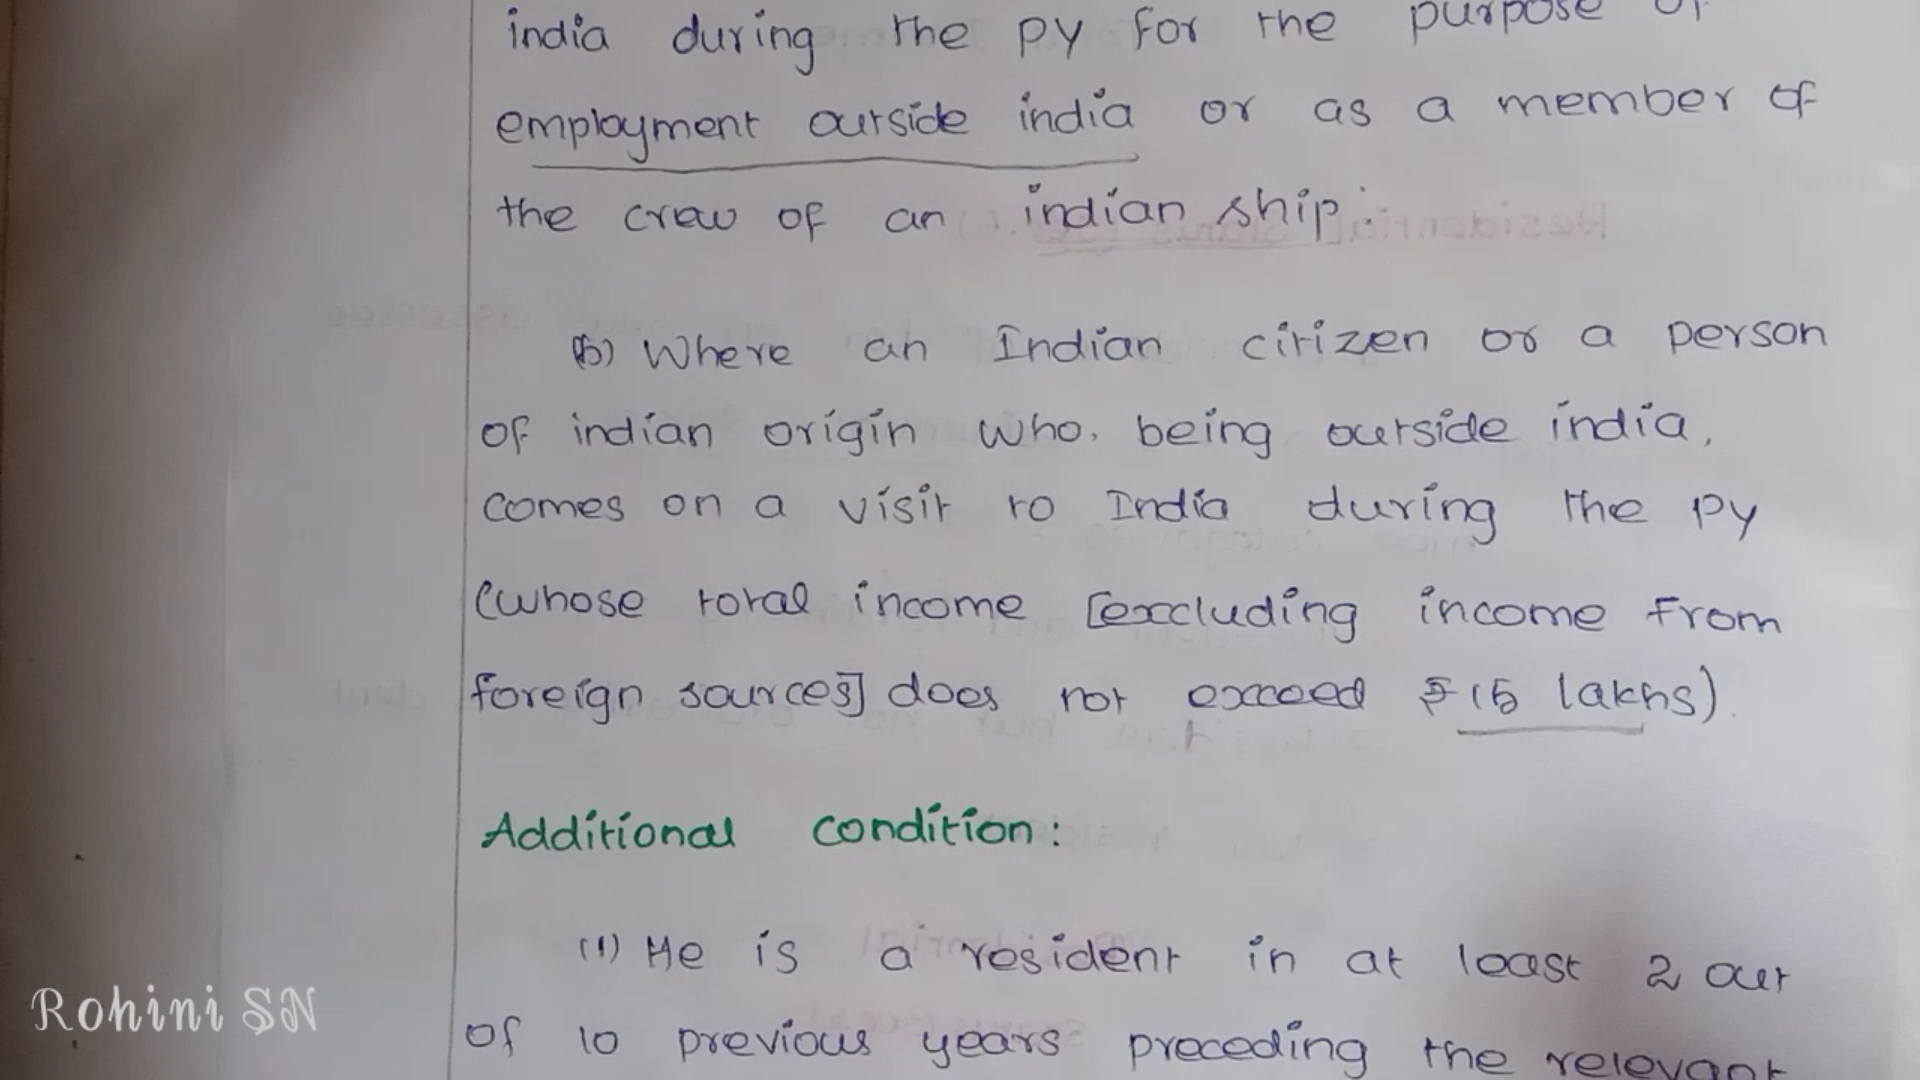 india during the PY for the purpose of
employment outside india or as a member of
the crew of an indian ship.
(b) Where an Indian citizen or a person
of indian origin who, being outside india,
comes on a visit to India during the PY
(whose total income [excluding income from
foreign sources] does not exceed ₹ 15 lakhs)
Additional condition:
(1) He is a resident in at least 2 out
of 10 previous years preceding the relevant
Rohini SN